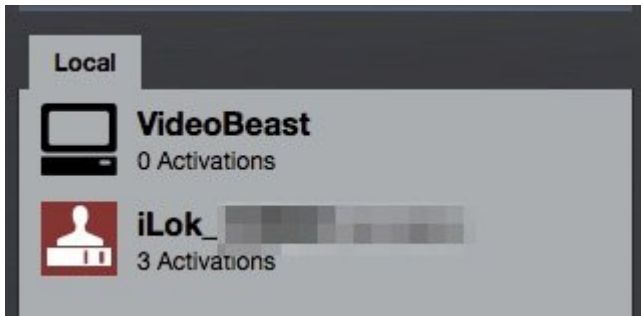 Local
VideoBeast
0 Activations
iLok_
3 Activations